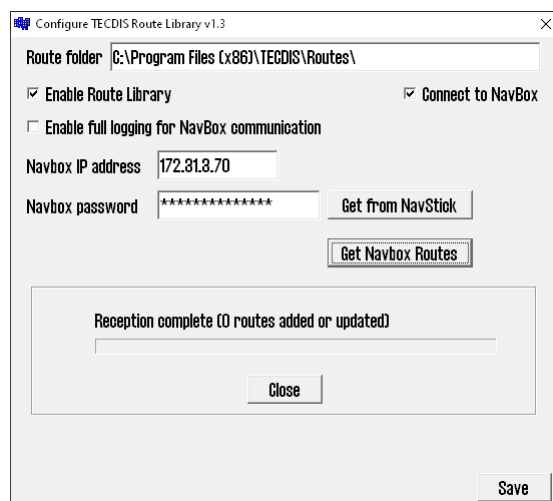 Configure TECDIS Route Library v1.3
Route folder C:\Program Files (x86)\TECDIS\Routes\
Enable Route Library Connect to NavBox
Enable full logging for NavBox communication
Navbox IP address 172.31.3.70
Navbox password ************** Get from NavStick
Get Navbox Routes
Reception complete (0 routes added or updated)
Close
Save